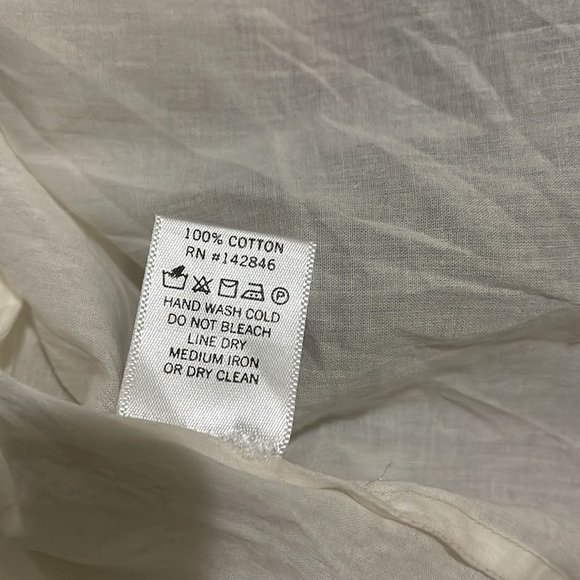 100% COTTON
RN #142846
P
HAND WASH COLD
DO NOT BLEACH
LINE DRY
MEDIUM IRON
OR DRY CLEAN